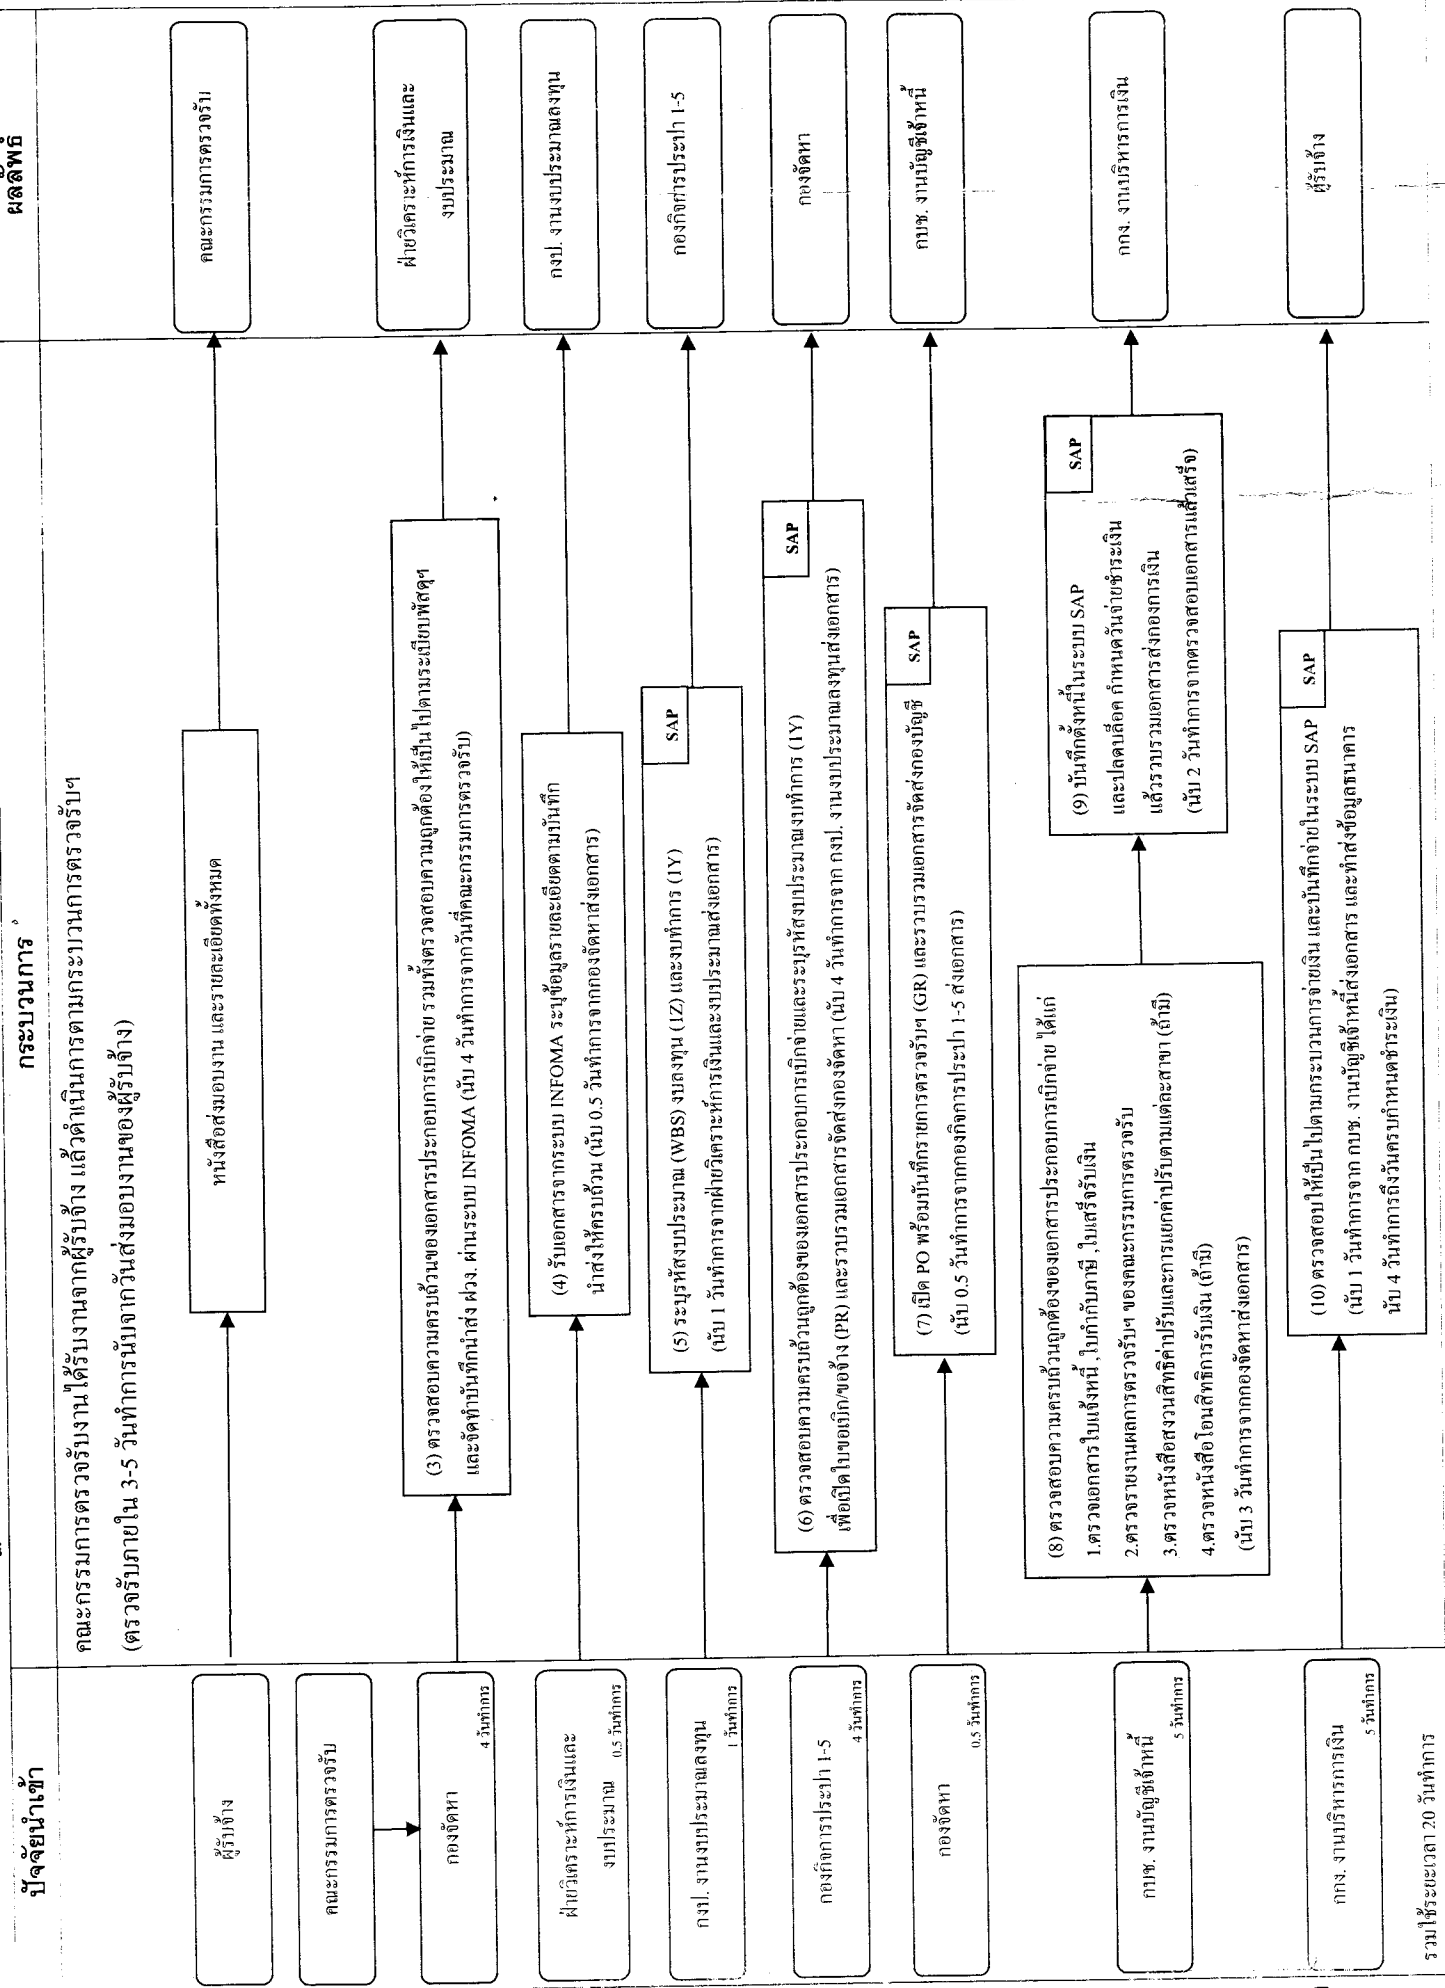 ปัจจัยนำเข้า
กระบวนการ
ผลลัพธ์
คณะกรรมการตรวจรับงานได้รับงานจากผู้รับจ้าง แล้วดำเนินการตามกระบวนการตรวจรับฯ
(ตรวจรับภายใน 3-5 วันทำการนับจากวันส่งมอบงานของผู้รับจ้าง)
ผู้รับจ้าง
หนังสือส่งมอบงาน และรายละเอียดทั้งหมด
คณะกรรมการตรวจรับ
คณะกรรมการตรวจรับ
กองจัดหา
4 วันทำการ
(3) ตรวจสอบความครบถ้วนของเอกสารประกอบการเบิกจ่าย รวมทั้งตรวจสอบความถูกต้องให้เป็นไปตามระเบียบพัสดุฯ
และจัดทำบันทึกนำส่ง ฝวง. ผ่านระบบ INFOMA (นับ 4 วันทำการจากวันที่คณะกรรมการตรวจรับ)
ฝ่ายวิเคราะห์การเงินและ
งบประมาณ
ฝ่ายวิเคราะห์การเงินและ
งบประมาณ
0.5 วันทำการ
(4) รับเอกสารจากระบบ INFOMA ระบุข้อมูลรายละเอียดตามบันทึก
นำส่งให้ครบถ้วน (นับ 0.5 วันทำการจากกองจัดหาส่งเอกสาร)
กงป. งานงบประมาณลงทุน
กงป. งานงบประมาณลงทุน
1 วันทำการ
SAP
(5) ระบุรหัสงบประมาณ (WBS) งบลงทุน (1Z) และงบทำการ (1Y)
(นับ 1 วันทำการจากฝ่ายวิเคราะห์การเงินและงบประมาณส่งเอกสาร)
กองกิจการประปา 1-5
กองกิจการประปา 1-5
4 วันทำการ
SAP
(6) ตรวจสอบความครบถ้วนถูกต้องของเอกสารประกอบการเบิกจ่ายและระบุรหัสงบประมาณงบทำการ (1Y)
เพื่อเปิดใบขอเบิก/ขอจ้าง (PR) และรวบรวมเอกสารจัดส่งกองจัดหา (นับ 4 วันทำการจาก กงป. งานงบประมาณลงทุนส่งเอกสาร)
กองจัดหา
กองจัดหา
0.5 วันทำการ
SAP
(7) เปิด PO พร้อมบันทึกรายการตรวจรับฯ (GR) และรวบรวมเอกสารจัดส่งกองบัญชี
(นับ 0.5 วันทำการจากกองกิจการประปา 1-5 ส่งเอกสาร)
กบช. งานบัญชีเจ้าหนี้
กบช. งานบัญชีเจ้าหนี้
5 วันทำการ
(8) ตรวจสอบความครบถ้วนถูกต้องของเอกสารประกอบการเบิกจ่าย ได้แก่
1.ตรวจเอกสารใบแจ้งหนี้ ,ใบกำกับภาษี ,ใบเสร็จรับเงิน
2.ตรวจรายงานผลการตรวจรับฯ ของคณะกรรมการตรวจรับ
3.ตรวจหนังสือสงวนสิทธิค่าปรับและการแยกค่าปรับตามแต่ละสาขา (ถ้ามี)
4.ตรวจหนังสือโอนสิทธิการรับเงิน (ถ้ามี)
(นับ 3 วันทำการจากกองจัดหาส่งเอกสาร)
SAP
(9) บันทึกตั้งหนี้ในระบบ SAP
และปลดบล็อค กำหนดวันจ่ายชำระเงิน
แล้วรวบรวมเอกสารส่งกองการเงิน
(นับ 2 วันทำการจากตรวจสอบเอกสารแล้วเสร็จ)
กกง. งานบริหารการเงิน
กกง. งานบริหารการเงิน
5 วันทำการ
SAP
(10) ตรวจสอบให้เป็นไปตามกระบวนการจ่ายเงิน และบันทึกจ่ายในระบบ SAP
(นับ 1 วันทำการจาก กบช. งานบัญชีเจ้าหนี้ส่งเอกสาร และทำส่งข้อมูลธนาคาร
นับ 4 วันทำการถึงวันครบกำหนดชำระเงิน)
ผู้รับจ้าง
รวมใช้ระยะเวลา 20 วันทำการ